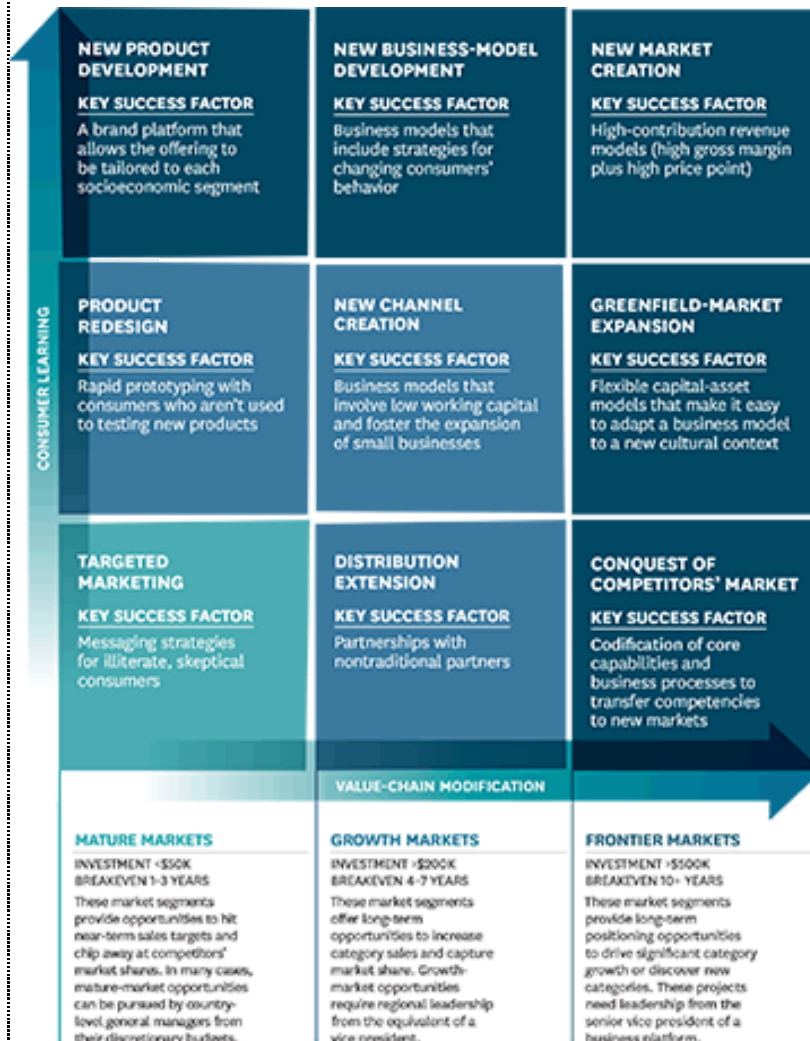 NEW PRODUCT
DEVELOPMENT
KEY SUCCESS FACTOR
A brand platform that
allows the offering to
be tailored to each
socioeconomic segment
NEW BUSINESS-MODEL
DEVELOPMENT
KEY SUCCESS FACTOR
Business models that
include strategies for
changing consumers'
behavior
NEW MARKET
CREATION
KEY SUCCESS FACTOR
High-contribution revenue
models (high gross margin
plus high price point)
CONSUMER LEARNING
PRODUCT
REDESIGN
KEY SUCCESS FACTOR
Rapid prototyping with
consumers who aren't used
to testing new products
NEW CHANNEL
CREATION
KEY SUCCESS FACTOR
Business models that
involve low working capital
and foster the expansion
of small businesses
GREENFIELD-MARKET
EXPANSION
KEY SUCCESS FACTOR
Flexible capital-asset
models that make it easy
to adapt a business model
to a new cultural context
TARGETED
MARKETING
KEY SUCCESS FACTOR
Messaging strategies
for illiterate, skeptical
consumers
DISTRIBUTION
EXTENSION
KEY SUCCESS FACTOR
Partnerships with
nontraditional partners
CONQUEST OF
COMPETITORS' MARKET
KEY SUCCESS FACTOR
Codification of core
capabilities and
business processes to
transfer competencies
to new markets
VALUE-CHAIN MODIFICATION
MATURE MARKETS
INVESTMENT <$50K
BREAKEVEN 1-3 YEARS
These market segments
provide opportunities to hit
near-term sales targets and
chip away at competitors'
market shares. In many cases,
mature-market opportunities
can be pursued by country-
level general managers from
their discretionary budgets.
GROWTH MARKETS
INVESTMENT >$200K
BREAKEVEN 4-7 YEARS
These market segments
offer long-term
opportunities to increase
category sales and capture
market share. Growth-
market opportunities
require regional leadership
from the equivalent of a
vice president.
FRONTIER MARKETS
INVESTMENT >$500K
BREAKEVEN 10+ YEARS
These market segments
provide long-term
positioning opportunities
to drive significant category
growth or discover new
categories. These projects
need leadership from the
senior vice president of a
business platform.